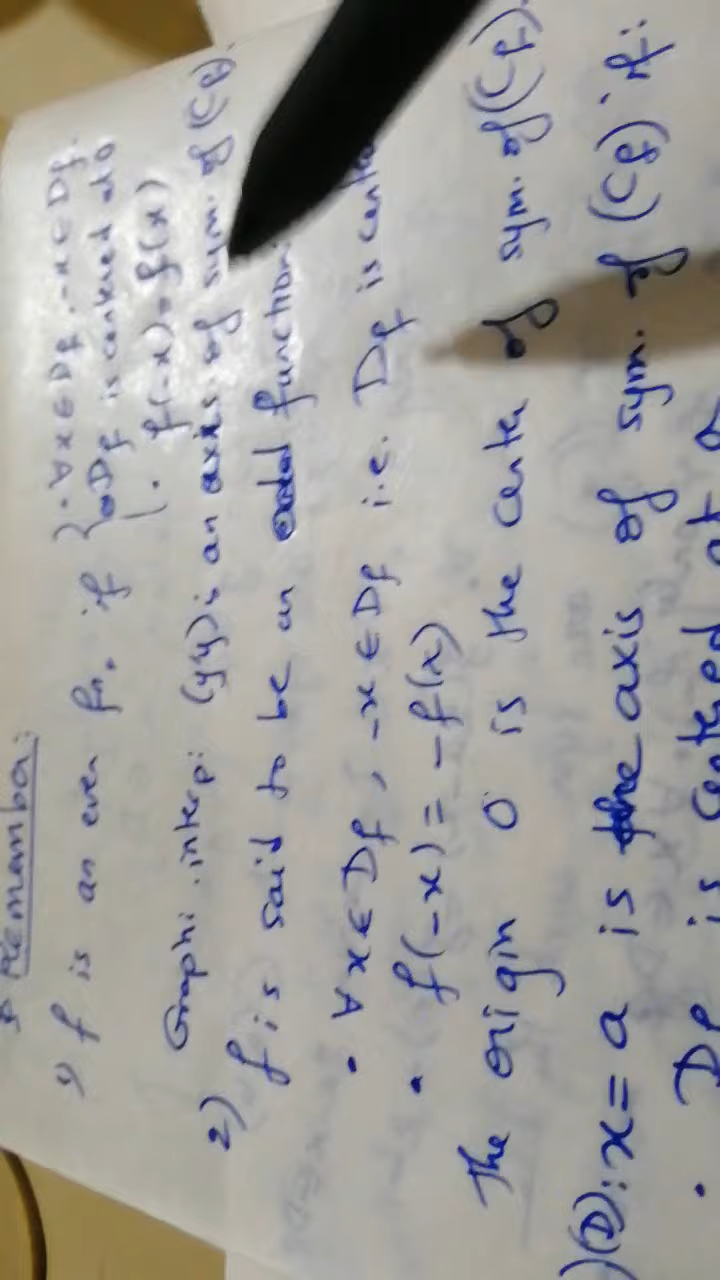 Remember:
1) f is an even fn. if { • ∀x∈Df, -x∈Df.
Df is centered at 0
• f(-x) = f(x)
Graphi. interp: (y'y) is an axis of sym. of (Cf).
2) f is said to be an odd function:
• ∀x∈Df, -x∈Df i.e. Df is
• f(-x) = -f(x)
The origin O is the center of sym. of (Cf).
)(D): x = a is the axis of sym. of (Cf) if:
• Df is centered at